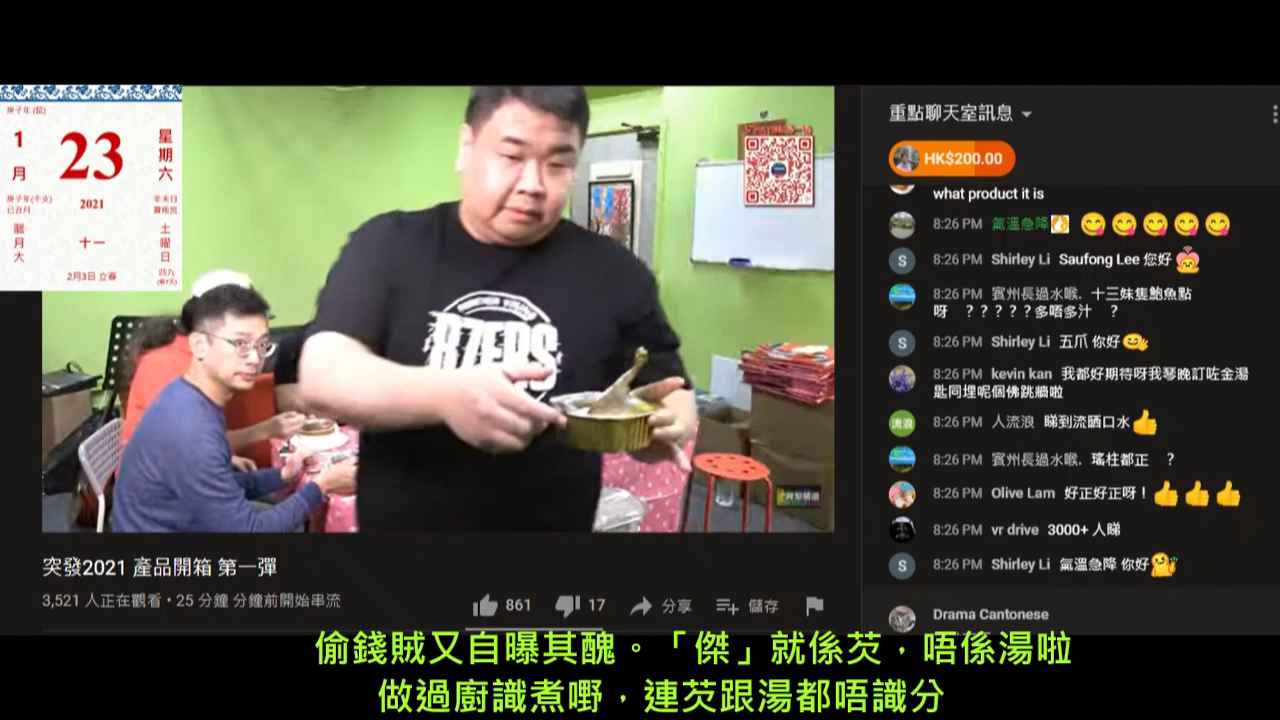 庚子年 (鼠)
1
月
23
星期六
2021
十一
臘月大
土曜日
2月3日 立春
四九
B7ERS
突發2021 產品開箱 第一彈
3,521 人正在觀看 • 25 分鐘 分鐘前開始串流
861
17
分享
儲存
重點聊天室訊息
HK$200.00
what product it is
8:26 PM 氣溫急降
8:26 PM Shirley Li Saufong Lee 您好
8:26 PM 賓州長過水喉. 十三妹隻鮑魚點
呀 ？？？？？多唔多汁 ？
8:26 PM Shirley Li 五爪 你好
8:26 PM kevin kan 我都好期待呀我琴晚訂咗金湯
匙同埋呢個佛跳牆啦
8:26 PM 人流浪 睇到流晒口水
8:26 PM 賓州長過水喉. 瑤柱都正 ？
8:26 PM Olive Lam 好正好正呀！
8:26 PM vr drive 3000+ 人睇
8:26 PM Shirley Li 氣溫急降 你好
Drama Cantonese
偷錢賊又自曝其醜。「傑」就係芡，唔係湯啦
做過廚識煮嘢，連芡跟湯都唔識分